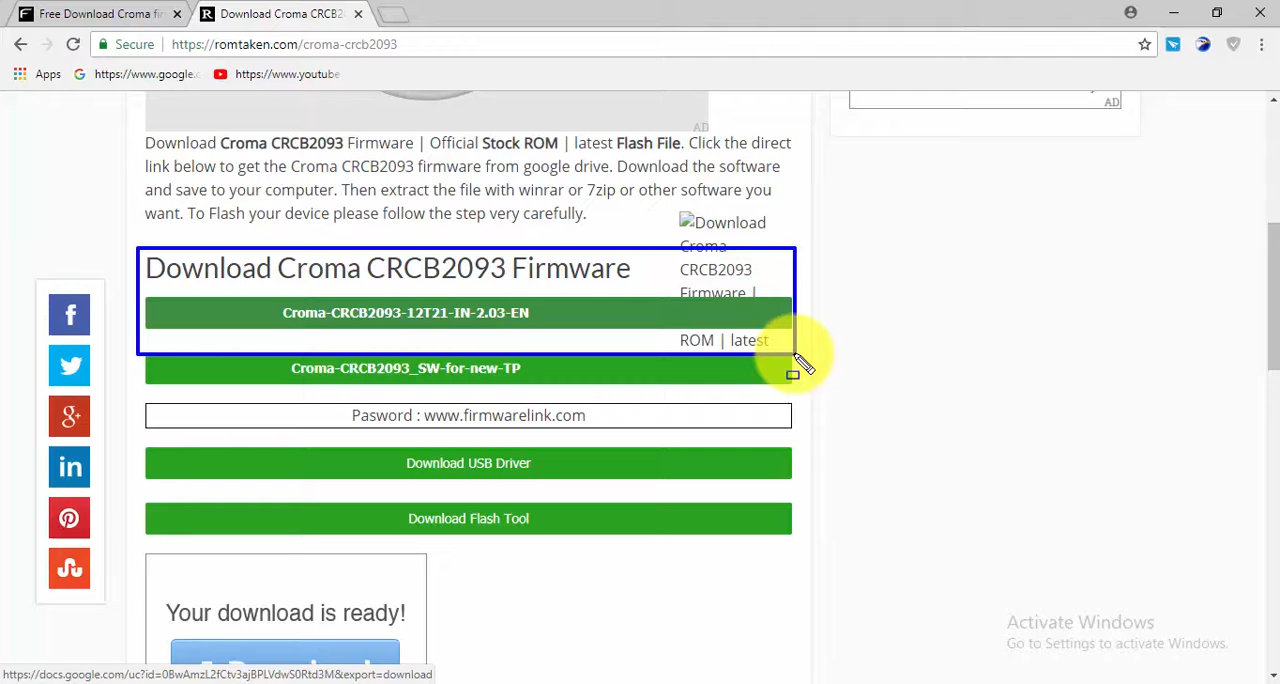 Free Download Croma fir
Download Croma CRCB2
Secure
https://romtaken.com/croma-crcb2093
Apps
https://www.google.c
https://www.youtube
AD
AD
Download Croma CRCB2093 Firmware | Official Stock ROM | latest Flash File. Click the direct
link below to get the Croma CRCB2093 firmware from google drive. Download the software
and save to your computer. Then extract the file with winrar or 7zip or other software you
want. To Flash your device please follow the step very carefully.
Download
Croma
CRCB2093
Firmware |
ROM | latest
Download Croma CRCB2093 Firmware
Croma-CRCB2093-12T21-IN-2.03-EN
Croma-CRCB2093_SW-for-new-TP
Pasword : www.firmwarelink.com
Download USB Driver
Download Flash Tool
Your download is ready!
Activate Windows
Go to Settings to activate Windows.
https://docs.google.com/uc?id=0BwAmzL2fCtv3ajBPLVdwS0Rtd3M&export=download